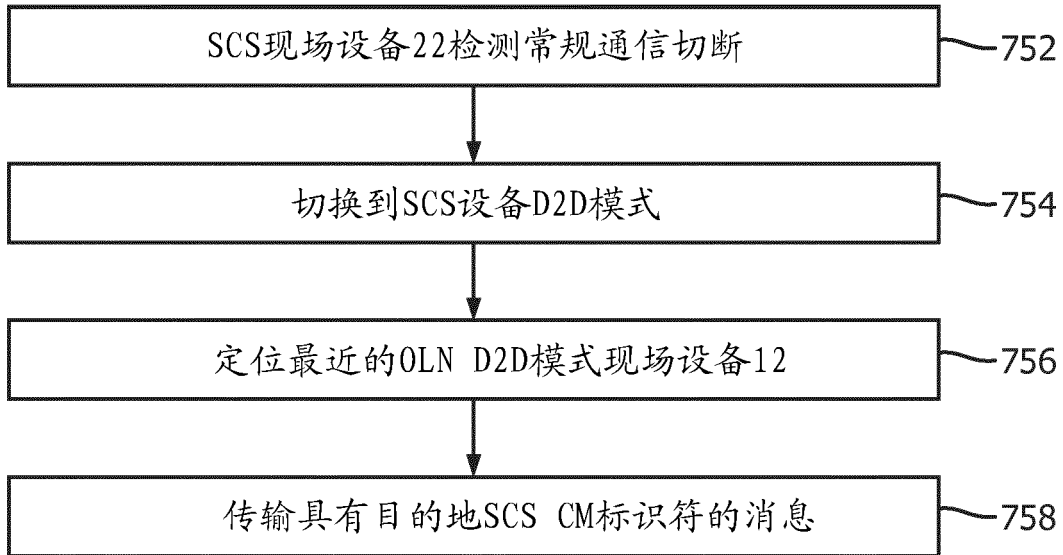 SCS现场设备22检测常规通信切断
752
切换到SCS设备D2D模式
754
定位最近的OLN D2D模式现场设备12
756
传输具有目的地SCS CM标识符的消息
758